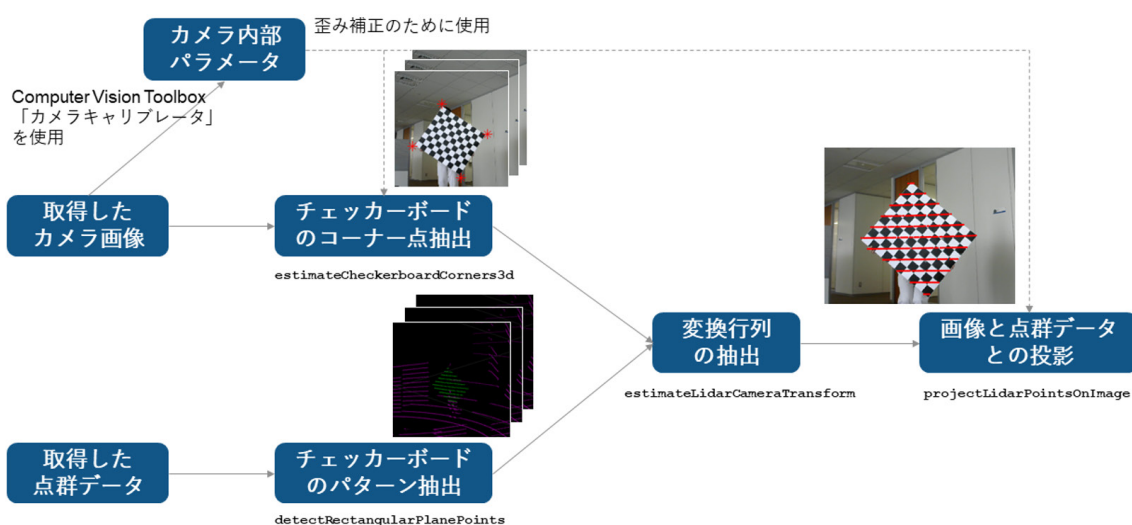 カメラ内部
パラメータ
歪み補正のために使用
Computer Vision Toolbox
「カメラキャリブレータ」
を使用
取得した
カメラ画像
チェッカーボード
のコーナー点抽出
estimateCheckerboardCorners3d
変換行列
の抽出
estimateLidarCameraTransform
画像と点群データ
との投影
projectLidarPointsOnImage
取得した
点群データ
チェッカーボード
のパターン抽出
detectRectangularPlanePoints